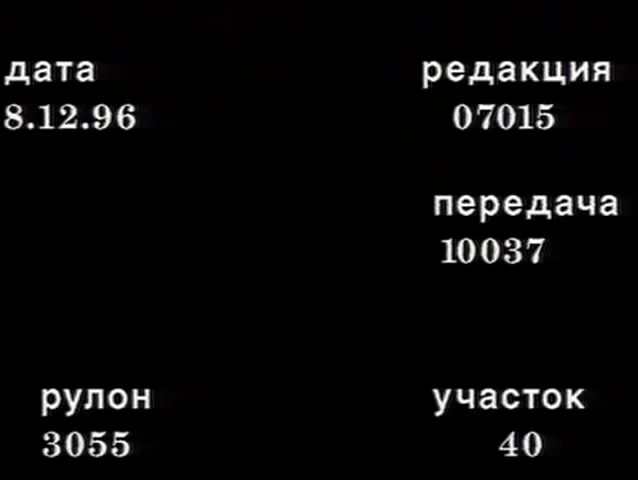 дата
8.12.96
редакция
07015
передача
10037
рулон
3055
участок
40